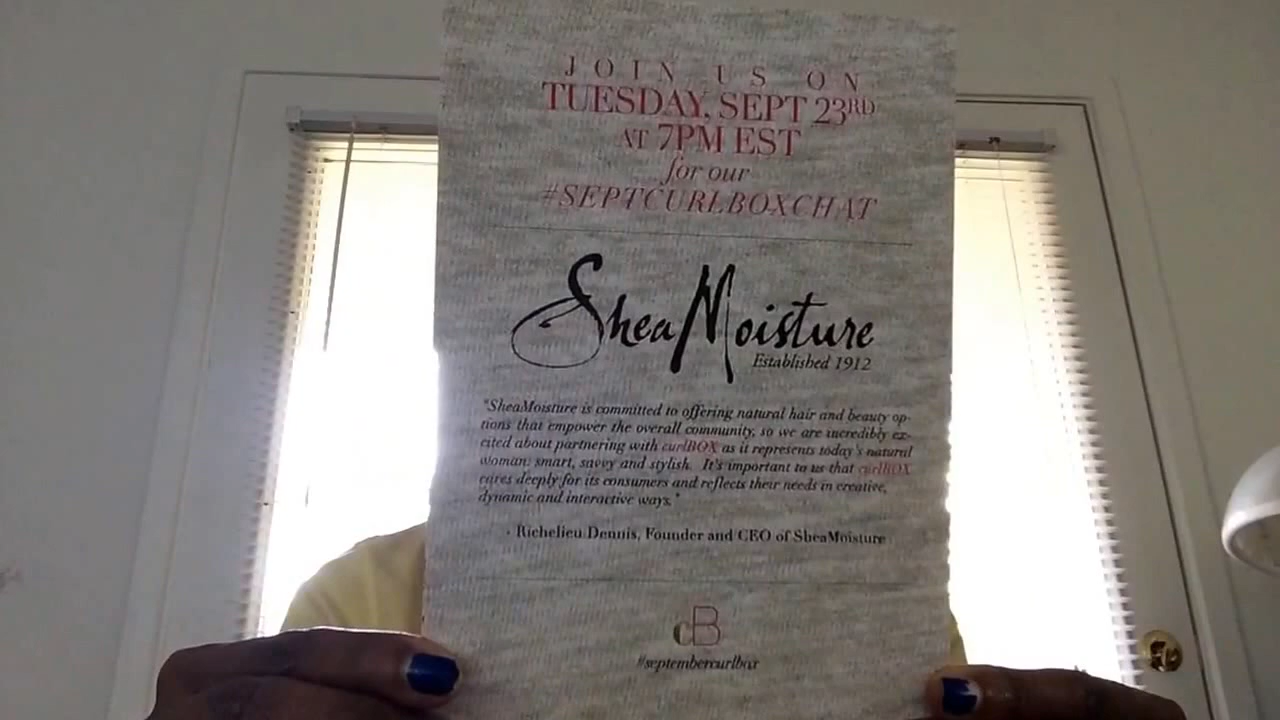 JOIN US ON
TUESDAY, SEPT 23RD
AT 7PM EST
for our
#SEPTCURLBOXCHAT
SheaMoisture
Established 1912
"SheaMoisture is committed to offering natural hair and beauty op-
tions that empower the overall community, so we are incredibly ex-
cited about partnering with curlBOX as it represents today's natural
woman: smart, savvy and stylish. It's important to us that curlBOX
cares deeply for its consumers and reflects their needs in creative,
dynamic and interactive ways."
- Richelieu Dennis, Founder and CEO of SheaMoisture
cB
#septembercurlbox